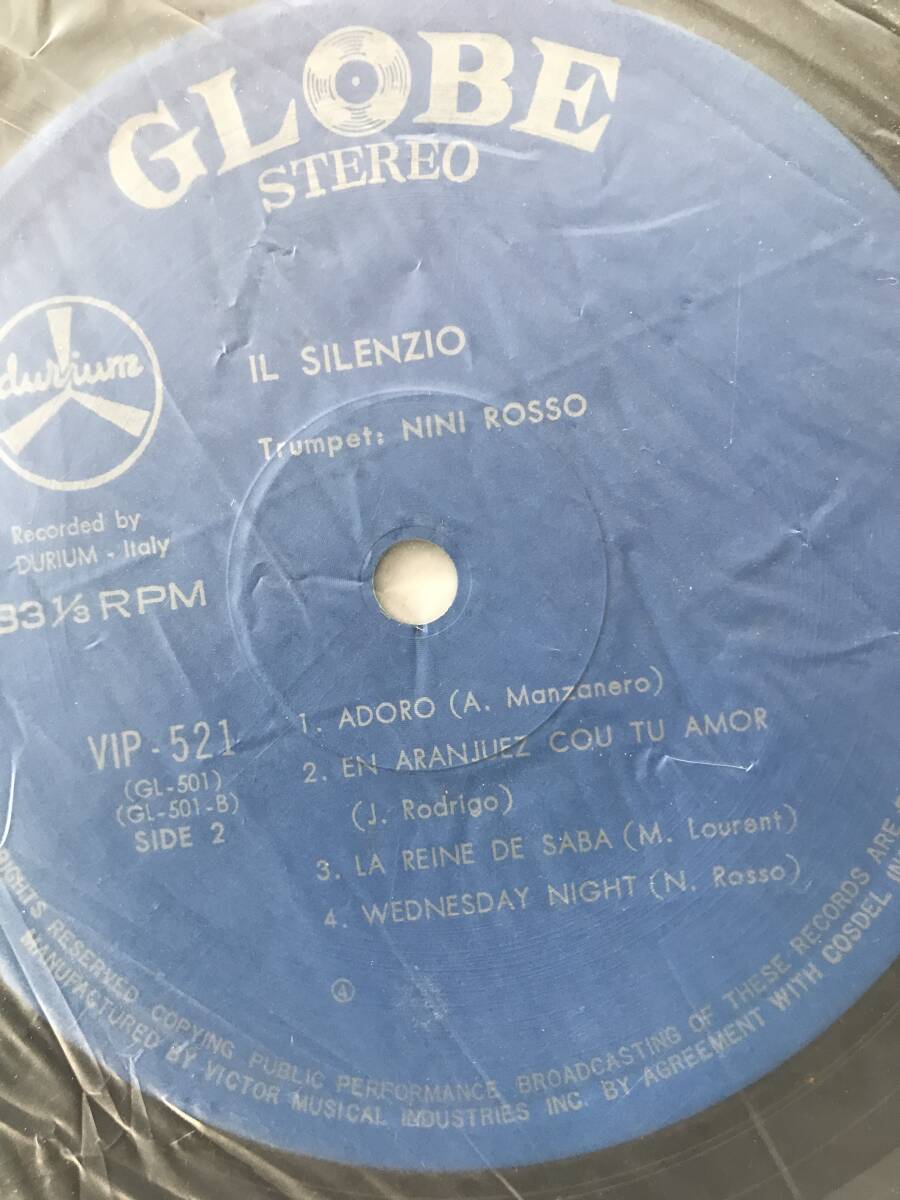 GLOBE
STEREO
durium
IL SILENZIO
Trumpet: NINI ROSSO
Recorded by
DURIUM - Italy
33 1/3 RPM
VIP-521
(GL-501)
(GL-501-B)
SIDE 2
1. ADORO (A. Manzanero)
2. EN ARANJUEZ COU TU AMOR
(J. Rodrigo)
3. LA REINE DE SABA (M. Lourent)
4. WEDNESDAY NIGHT (N. Rosso)
4
RIGHTS RESERVED COPYING PUBLIC PERFORMANCE BROADCASTING OF THESE RECORDS ARE
MANUFACTURED BY VICTOR MUSICAL INDUSTRIES INC. BY AGREEMENT WITH COSDEL